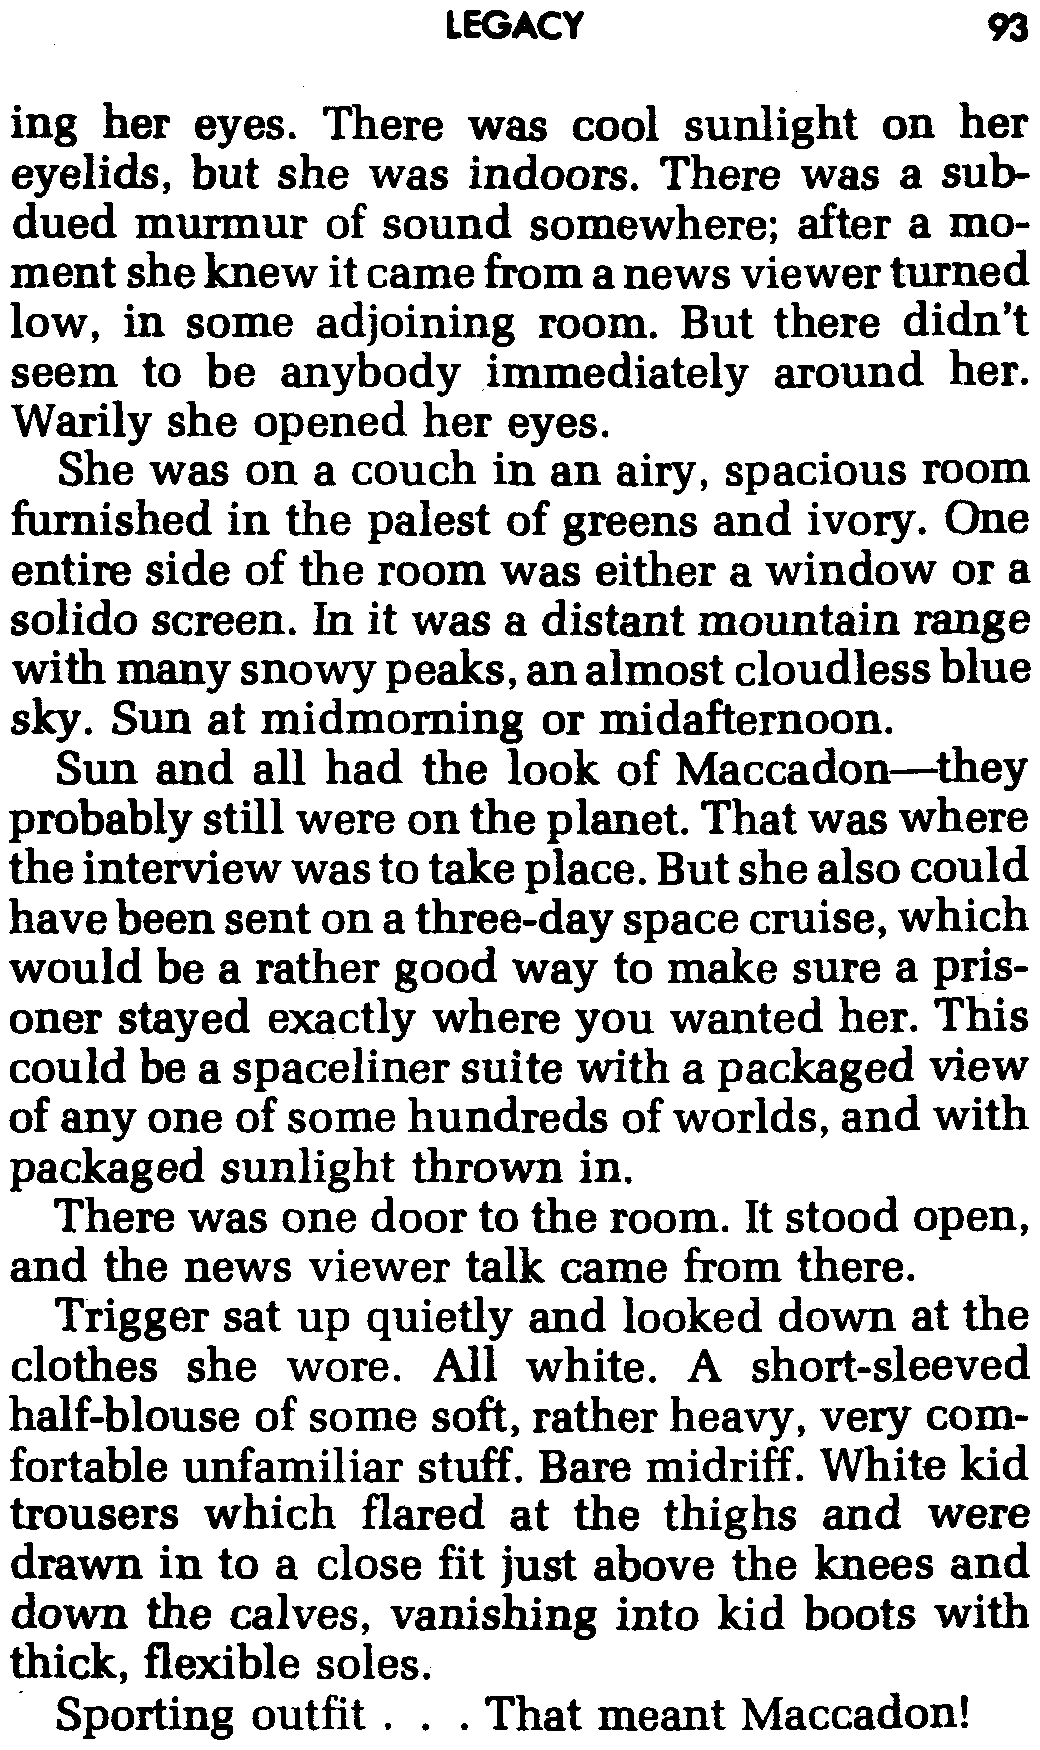 LEGACY 93
ing her eyes. There was cool sunlight on her
eyelids, but she was indoors. There was a sub-
dued murmur of sound somewhere; after a mo-
ment she knew it came from a news viewer turned
low, in some adjoining room. But there didn't
seem to be anybody immediately around her.
Warily she opened her eyes.
She was on a couch in an airy, spacious room
furnished in the palest of greens and ivory. One
entire side of the room was either a window or a
solido screen. In it was a distant mountain range
with many snowy peaks, an almost cloudless blue
sky. Sun at midmorning or midafternoon.
Sun and all had the look of Maccadon—they
probably still were on the planet. That was where
the interview was to take place. But she also could
have been sent on a three-day space cruise, which
would be a rather good way to make sure a pris-
oner stayed exactly where you wanted her. This
could be a spaceliner suite with a packaged view
of any one of some hundreds of worlds, and with
packaged sunlight thrown in.
There was one door to the room. It stood open,
and the news viewer talk came from there.
Trigger sat up quietly and looked down at the
clothes she wore. All white. A short-sleeved
half-blouse of some soft, rather heavy, very com-
fortable unfamiliar stuff. Bare midriff. White kid
trousers which flared at the thighs and were
drawn in to a close fit just above the knees and
down the calves, vanishing into kid boots with
thick, flexible soles.
Sporting outfit . . . That meant Maccadon!